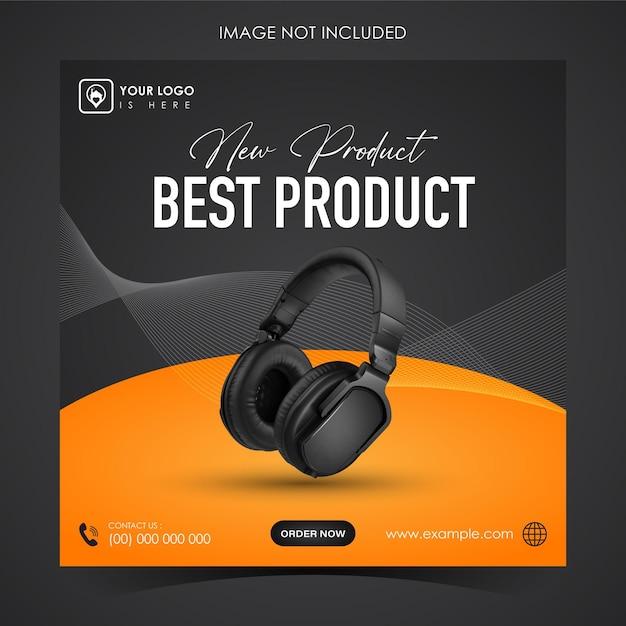 IMAGE NOT INCLUDED
YOUR LOGO
IS HERE
New Product
BEST PRODUCT
CONTACT US :
(00) 000 000 000
ORDER NOW
www.example.com